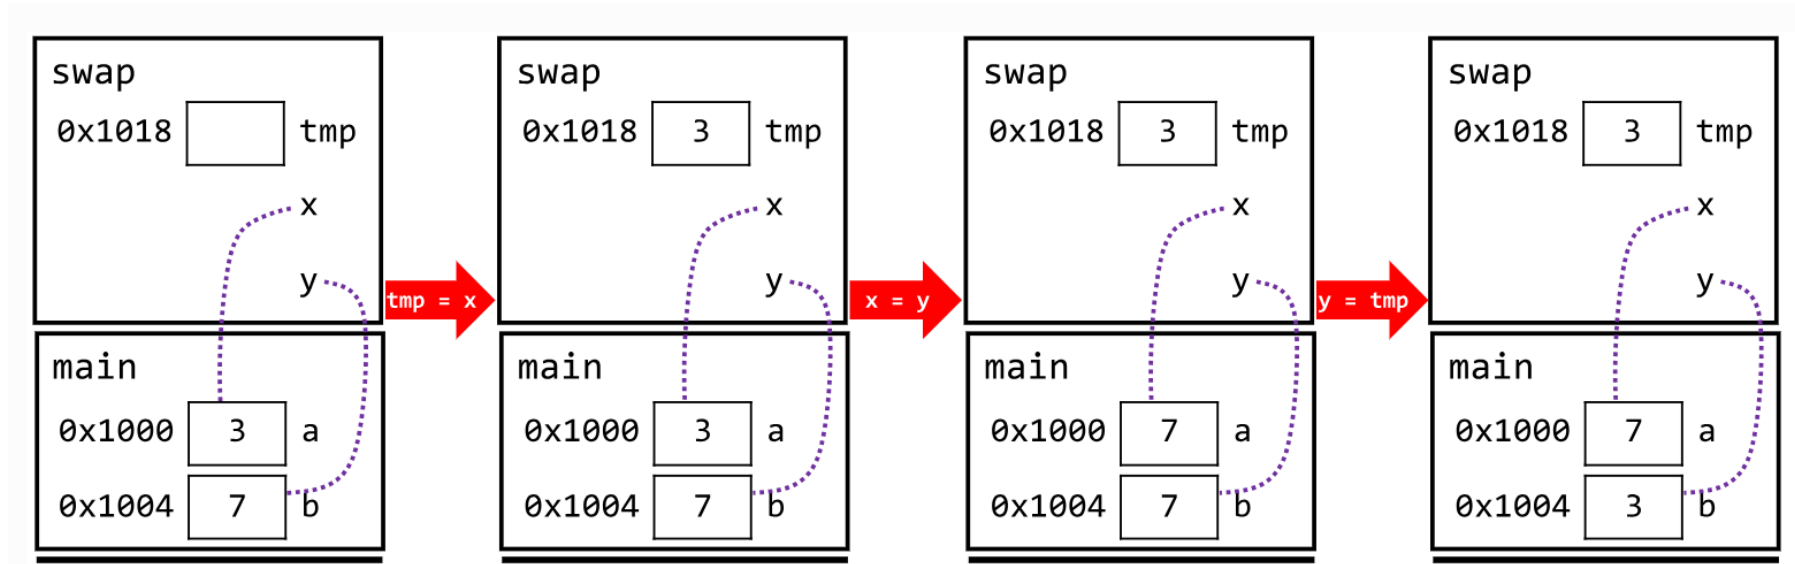 swap
0x1018 tmp
x
y
main
0x1000 3 a
0x1004 7 b
tmp = x
swap
0x1018 3 tmp
x
y
main
0x1000 3 a
0x1004 7 b
x = y
swap
0x1018 3 tmp
x
y
main
0x1000 7 a
0x1004 7 b
y = tmp
swap
0x1018 3 tmp
x
y
main
0x1000 7 a
0x1004 3 b